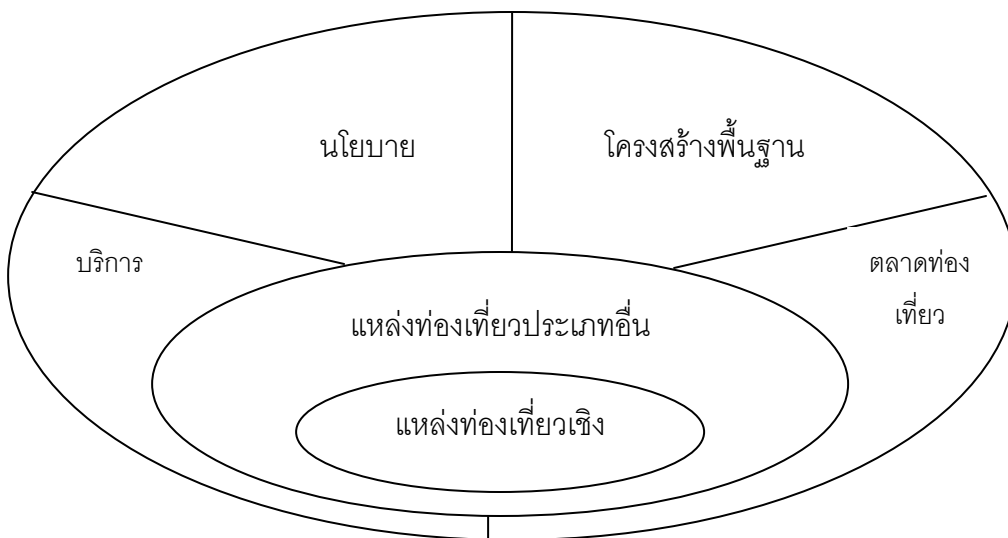 นโยบาย
โครงสร้างพื้นฐาน
บริการ
ตลาดท่อง
เที่ยว
แหล่งท่องเที่ยวประเภทอื่น
แหล่งท่องเที่ยวเชิง